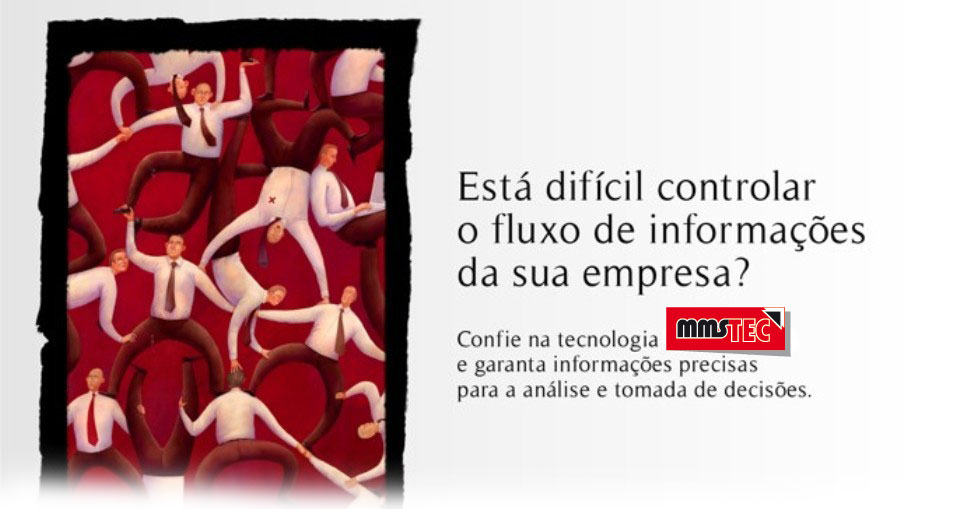 Está difícil controlar
o fluxo de informações
da sua empresa?
Confie na tecnologia MMSTEC
e garanta informações precisas
para a análise e tomada de decisões.